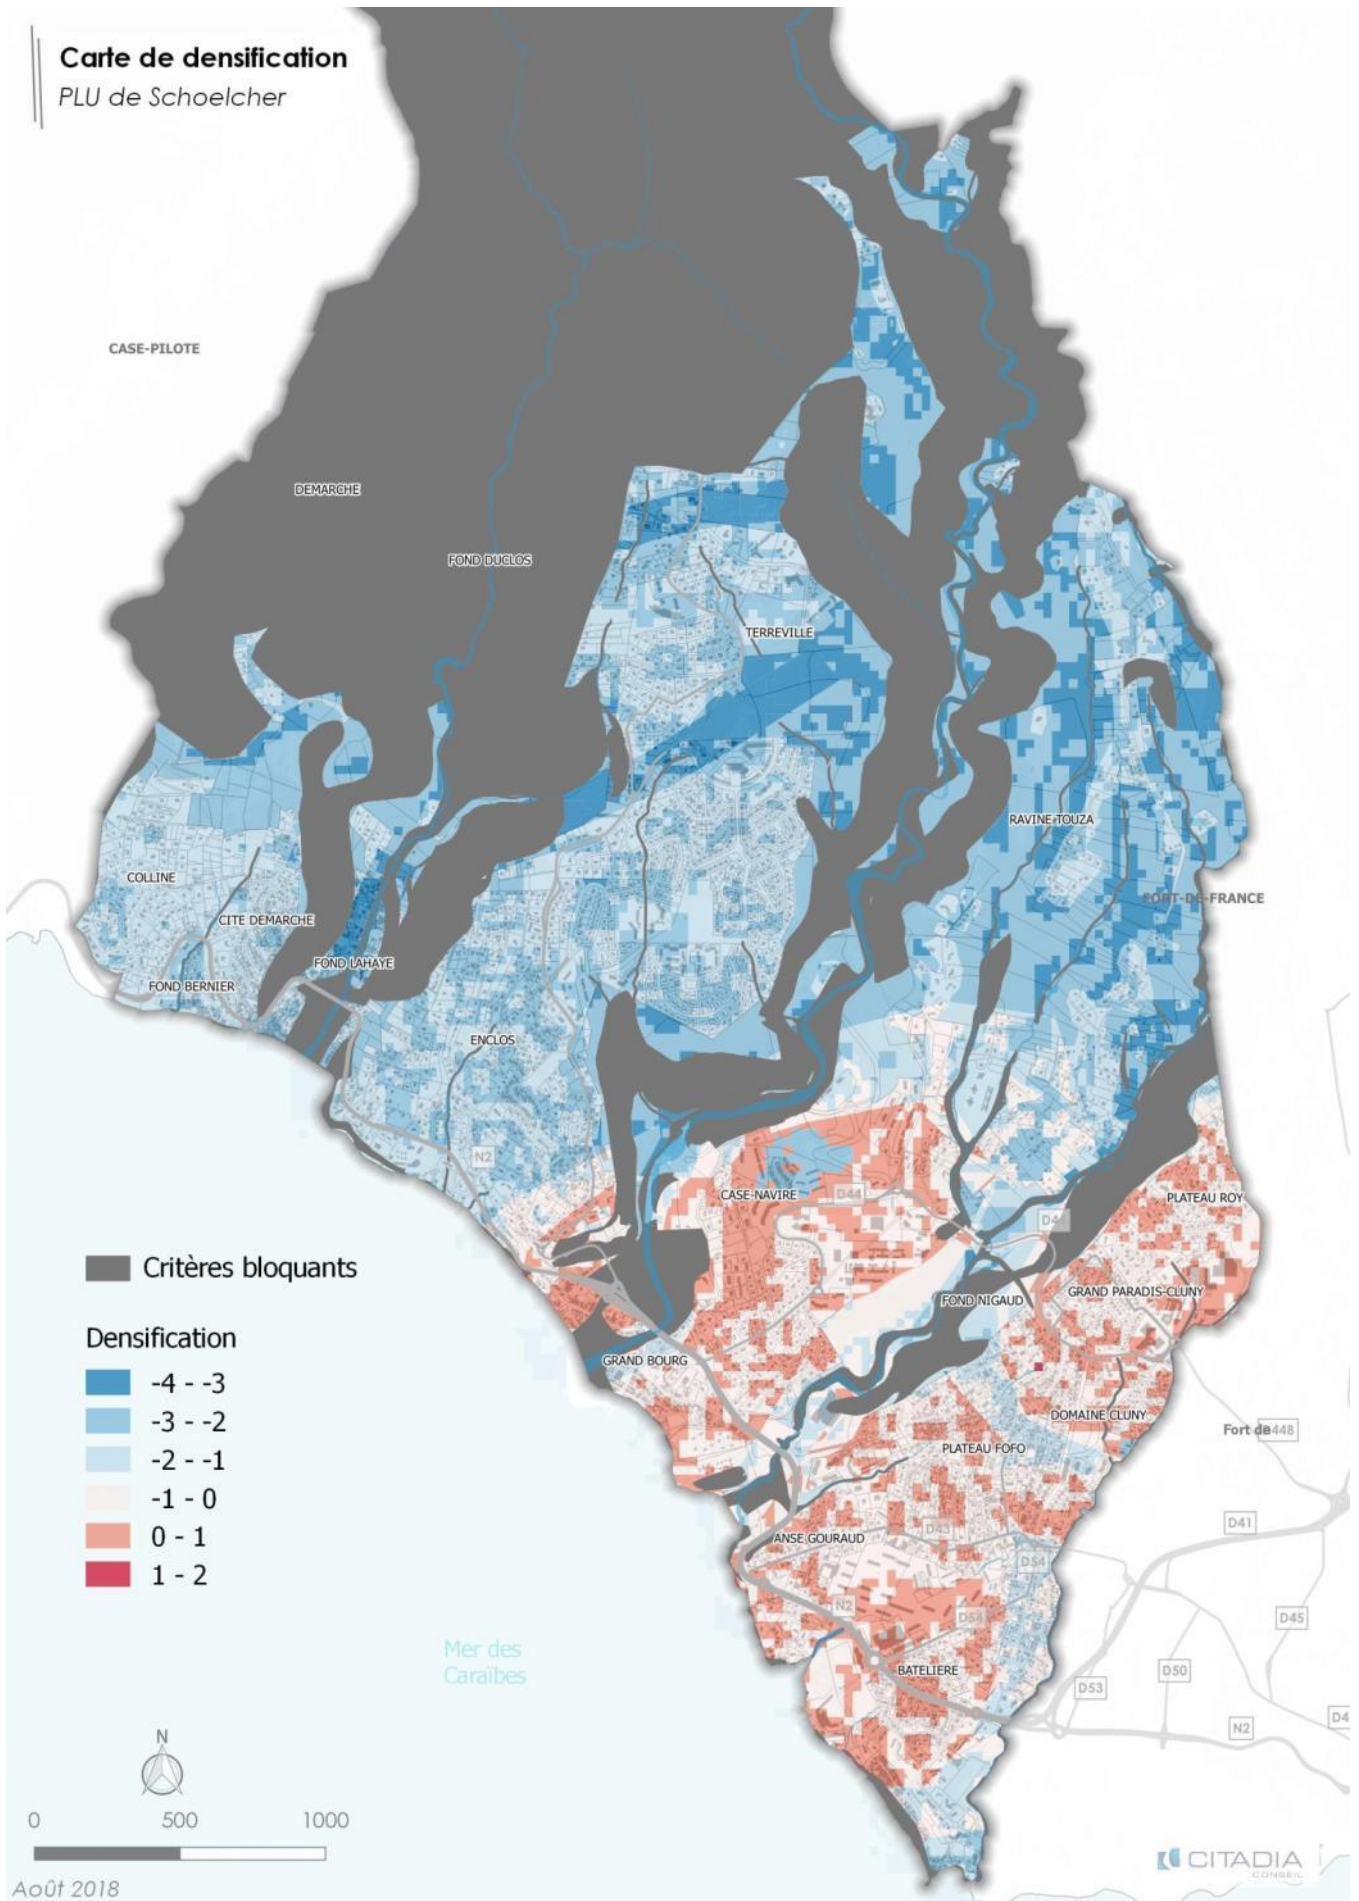 Carte de densification
PLU de Schoelcher
CASE-PILOTE
DEMARCHE
FOND DUCLOS
TERREVILLE
RAVINE TOUZA
COLLINE
FORT-DE-FRANCE
CITE DEMARCHE
FOND LAHAYE
FOND BERNIER
ENCLOS
N2
CASE-NAVIRE
D44
PLATEAU ROY
Critères bloquants
FOND NIGAUD
GRAND PARADIS-CLUNY
Densification
GRAND BOURG
-4 - -3
-3 - -2
DOMAINE CLUNY
PLATEAU FOFO
Fort de
D448
-2 - -1
-1 - 0
0 - 1
1 - 2
ANSE GOURAUD
D43
D41
D54
N2
D54
D45
Mer des
Caraïbes
BATELIERE
D50
D53
N2
N
0 500 1000
CITADIA
CONSEIL
Août 2018